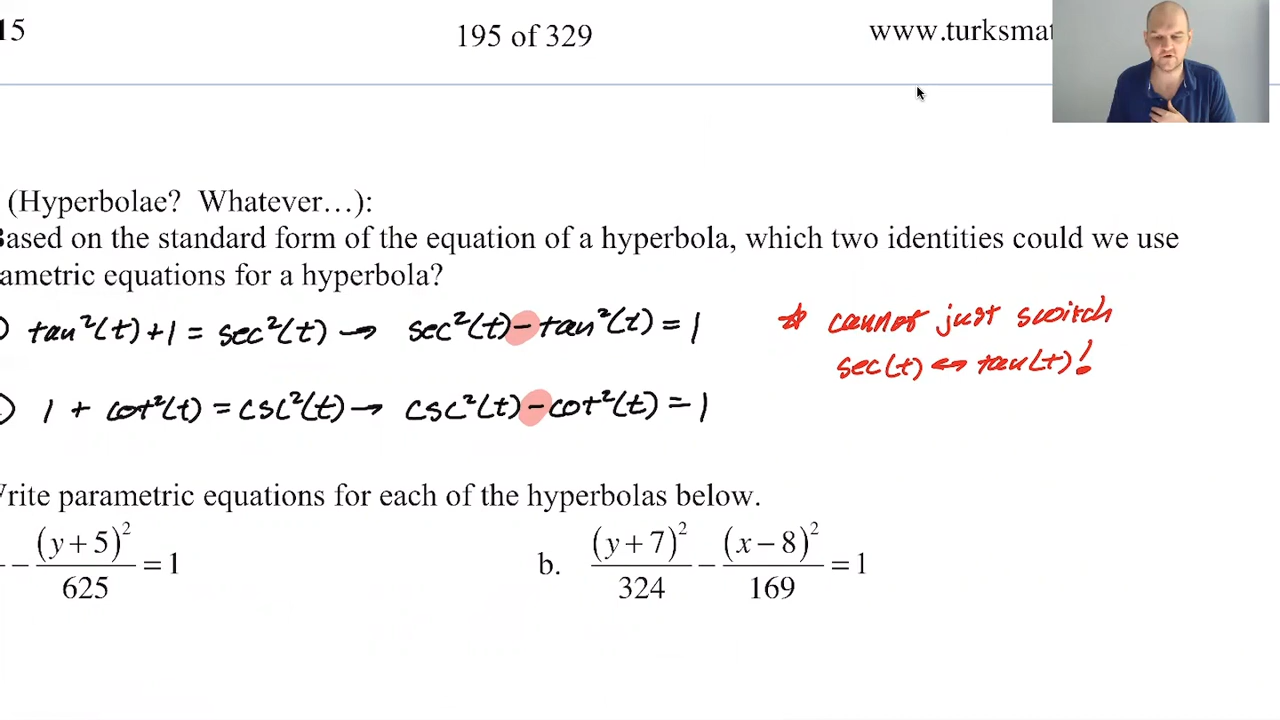 15
195 of 329
www.turksmat
(Hyperbolae? Whatever…):
Based on the standard form of the equation of a hyperbola, which two identities could we use
ametric equations for a hyperbola?
) tan²(t)+1 = sec²(t) → sec²(t)-tan²(t) = 1
☆ cannot just switch
sec(t) ↔ tan(t)!
) 1 + cot²(t) = csc²(t) → csc²(t)-cot²(t) = 1
Write parametric equations for each of the hyperbolas below.
− (y+5)²/625 = 1
b. (y+7)²/324 − (x−8)²/169 = 1